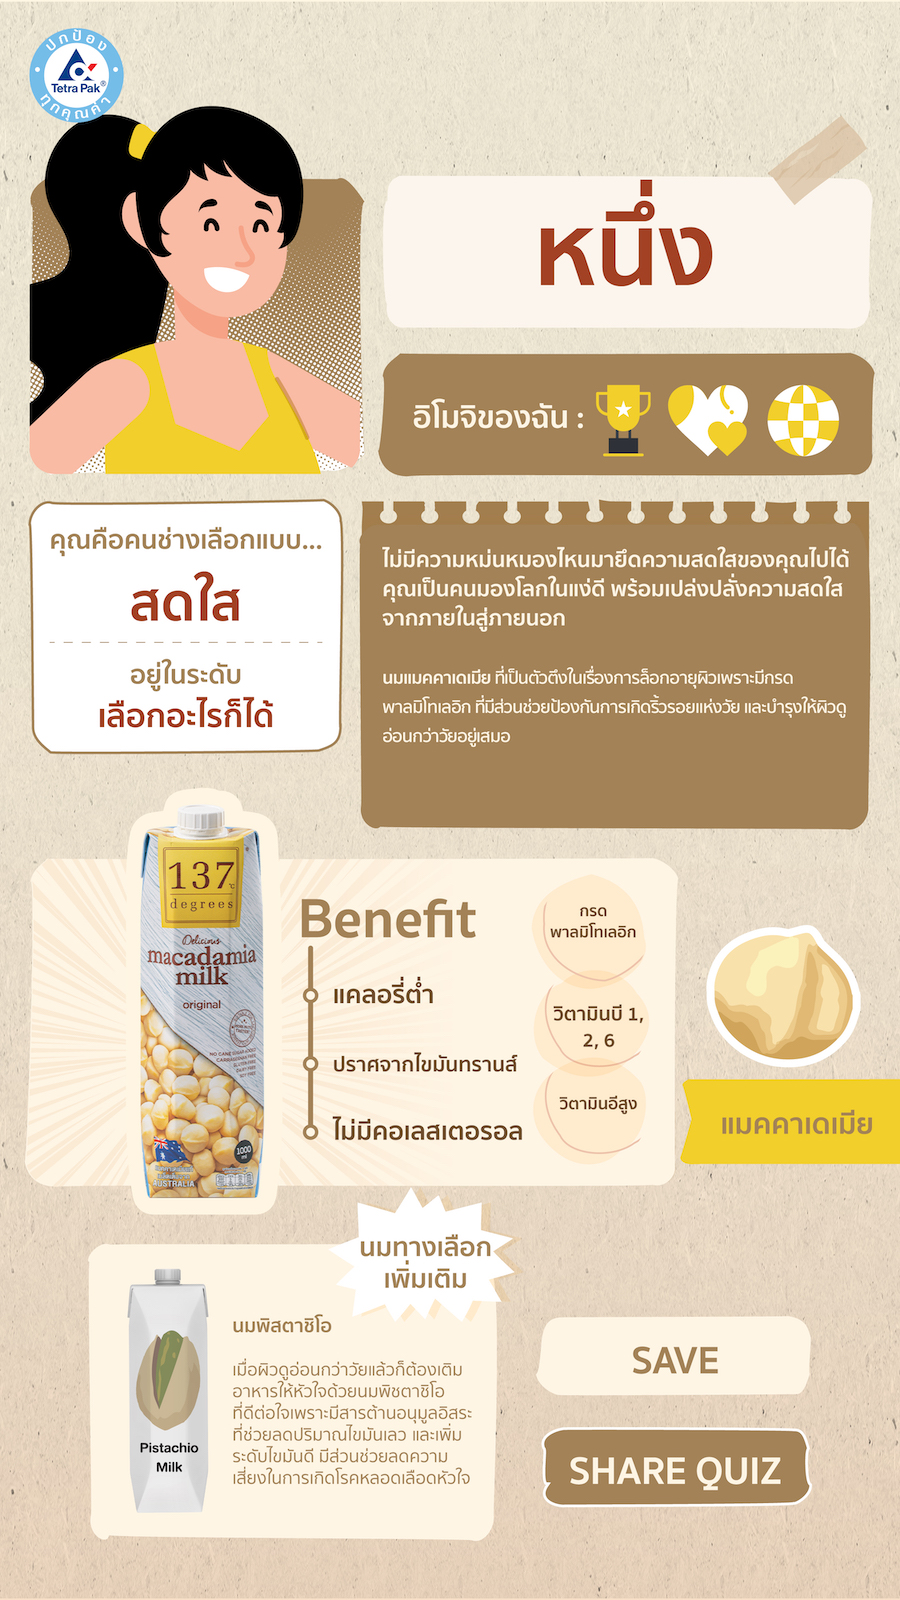 ปกป้อง
Tetra Pak®
ทุกคุณค่า
หนึ่ง
อีโมจิของฉัน :
คุณคือคนช่างเลือกแบบ...
สดใส
อยู่ในระดับ
เลือกอะไรก็ได้
ไม่มีความหม่นหมองไหนมายึดความสดใสของคุณไปได้
คุณเป็นคนมองโลกในแง่ดี พร้อมเปล่งปลั่งความสดใส
จากภายในสู่ภายนอก
นมแมคคาเดเมีย ที่เป็นตัวตึงในเรื่องการล็อกอายุผิวเพราะมีกรด
พาลมิโทเลอิก ที่มีส่วนช่วยป้องกันการเกิดริ้วรอยแห่งวัย และบำรุงให้ผิวดู
อ่อนกว่าวัยอยู่เสมอ
137
degrees
Delicious
macadamia
milk
original
NO CANE SUGAR ADDED
CARRAGEENAN FREE
GLUTEN FREE
DAIRY FREE
SOY FREE
1000
ml
AUSTRALIA
Benefit
แคลอรี่ต่ำ
ปราศจากไขมันทรานส์
ไม่มีคอเลสเตอรอล
กรด
พาลมิโทเลอิก
วิตามินบี 1,
2, 6
วิตามินอีสูง
แมคคาเดเมีย
นมทางเลือก
เพิ่มเติม
นมพิสตาชิโอ
เมื่อผิวดูอ่อนกว่าวัยแล้วก็ต้องเติม
อาหารให้หัวใจด้วยนมพิชตาชิโอ
ที่ดีต่อใจเพราะมีสารต้านอนุมูลอิสระ
ที่ช่วยลดปริมาณไขมันเลว และเพิ่ม
ระดับไขมันดี มีส่วนช่วยลดความ
เสี่ยงในการเกิดโรคหลอดเลือดหัวใจ
Pistachio
Milk
SAVE
SHARE QUIZ